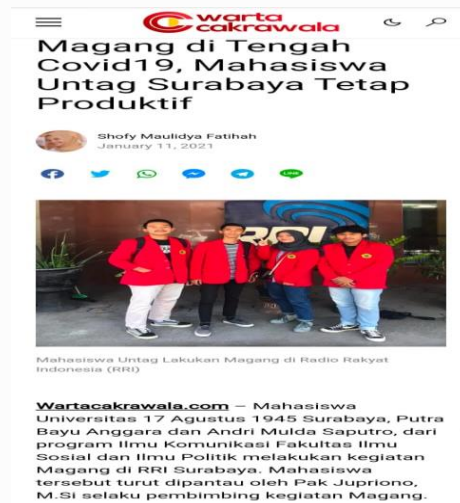 warta
cakrawala
Magang di Tengah
Covid19, Mahasiswa
Untag Surabaya Tetap
Produktif
Shofy Maulidya Fatihah
January 11, 2021
RRI
Mahasiswa Untag Lakukan Magang di Radio Rakyat
Indonesia (RRI)
Wartacakrawala.com – Mahasiswa
Universitas 17 Agustus 1945 Surabaya, Putra
Bayu Anggara dan Andri Mulda Saputro, dari
program Ilmu Komunikasi Fakultas Ilmu
Sosial dan Ilmu Politik melakukan kegiatan
Magang di RRI Surabaya. Mahasiswa
tersebut turut dipantau oleh Pak Jupriono,
M.Si selaku pembimbing kegiatan Magang.